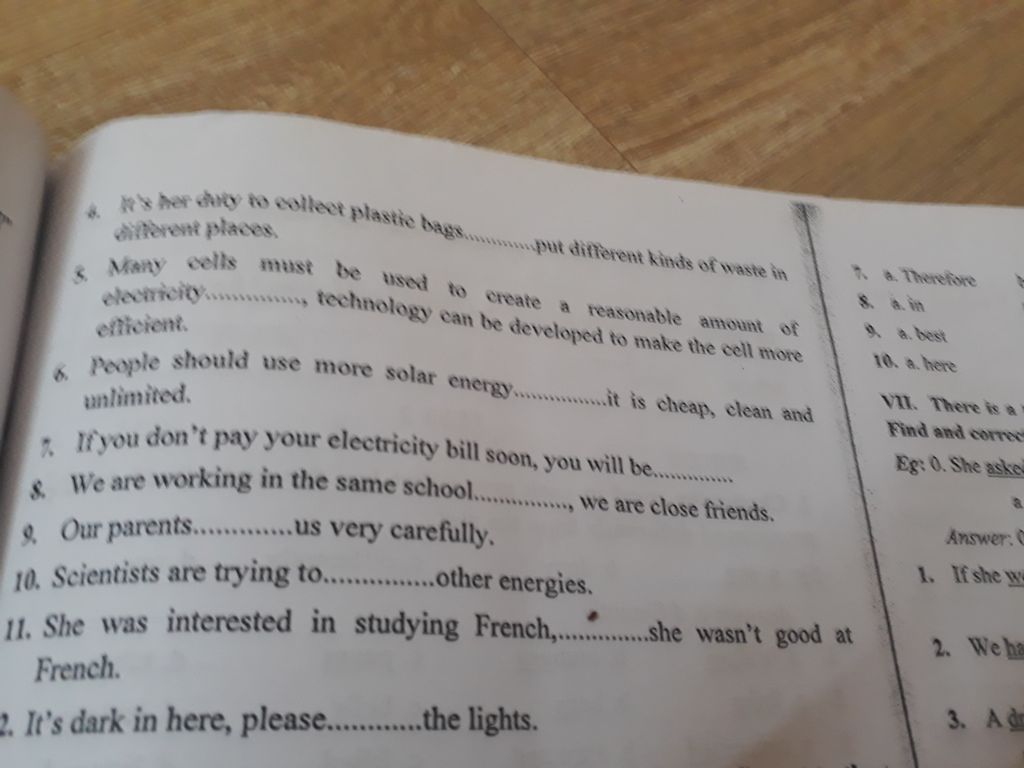 4. It's her duty to collect plastic bags.............put different kinds of waste in
different places.
5. Many cells must be used to create a reasonable amount of
electricity..............., technology can be developed to make the cell more
efficient.
6. People should use more solar energy................it is cheap, clean and
unlimited.
7. If you don't pay your electricity bill soon, you will be..............
8. We are working in the same school..............., we are close friends.
9. Our parents..............us very carefully.
10. Scientists are trying to................other energies.
11. She was interested in studying French,..............she wasn't good at
French.
2. It's dark in here, please.............the lights.
7. a. Therefore
8. a. in
9. a. best
10. a. here
VII. There is a
Find and correc
Eg: 0. She aske
a
Answer:
1. If she w
2. We ha
3. A d